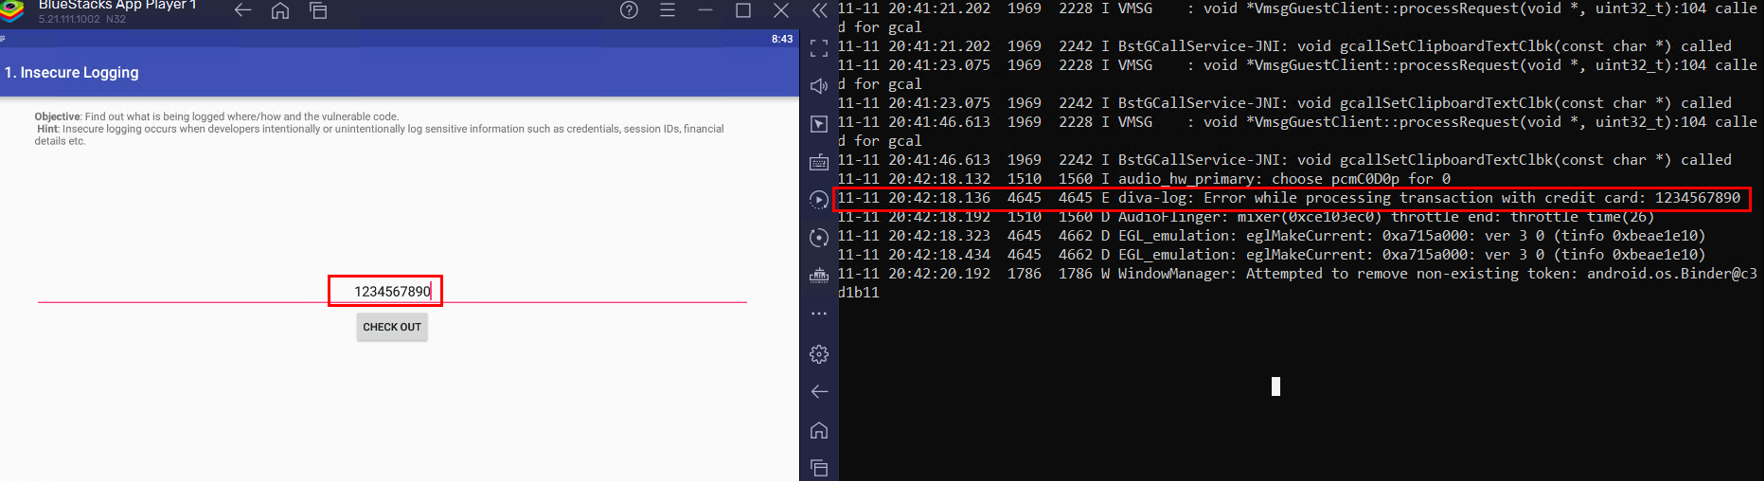 BlueStacks App Player 1
5.21.111.1002 N32
8:43
1. Insecure Logging
Objective: Find out what is being logged where/how and the vulnerable code.
Hint: Insecure logging occurs when developers intentionally or unintentionally log sensitive information such as credentials, session IDs, financial
details etc.
1234567890
CHECK OUT
11-11 20:41:21.202  1969  2228 I VMSG    : void *VmsgGuestClient::processRequest(void *, uint32_t):104 calle
d for gcal
11-11 20:41:21.202  1969  2242 I BstGCallService-JNI: void gcallSetClipboardTextClbk(const char *) called
11-11 20:41:23.075  1969  2228 I VMSG    : void *VmsgGuestClient::processRequest(void *, uint32_t):104 calle
d for gcal
11-11 20:41:23.075  1969  2242 I BstGCallService-JNI: void gcallSetClipboardTextClbk(const char *) called
11-11 20:41:46.613  1969  2228 I VMSG    : void *VmsgGuestClient::processRequest(void *, uint32_t):104 calle
d for gcal
11-11 20:41:46.613  1969  2242 I BstGCallService-JNI: void gcallSetClipboardTextClbk(const char *) called
11-11 20:42:18.132  1510  1560 I audio_hw_primary: choose pcmC0D0p for 0
11-11 20:42:18.136  4645  4645 E diva-log: Error while processing transaction with credit card: 1234567890
11-11 20:42:18.192  1510  1560 D AudioFlinger: mixer(0xce103ec0) throttle end: throttle time(26)
11-11 20:42:18.323  4645  4662 D EGL_emulation: eglMakeCurrent: 0xa715a000: ver 3 0 (tinfo 0xbeae1e10)
11-11 20:42:18.434  4645  4662 D EGL_emulation: eglMakeCurrent: 0xa715a000: ver 3 0 (tinfo 0xbeae1e10)
11-11 20:42:20.192  1786  1786 W WindowManager: Attempted to remove non-existing token: android.os.Binder@c3
d1b11